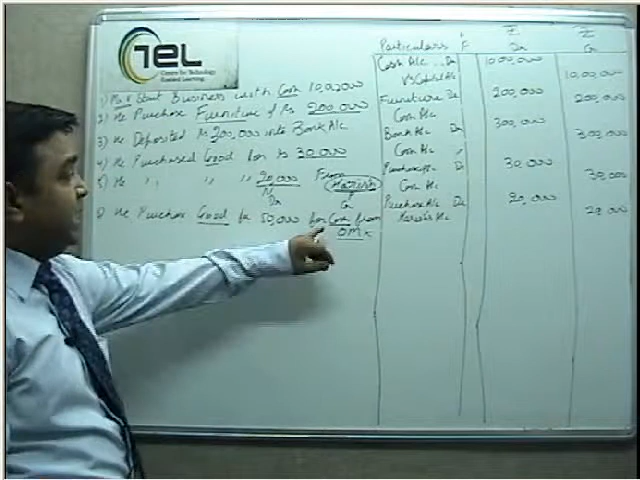 TEL
Centre for Technology
Enabled Learning
1) Mr X Start Business with Cash 10,00,000
2) He Purchase Furniture of Rs 200,000
3) He Deposited Rs 300,000 into Bank A/c
4) He Purchased Good for Rs 30,000
5) He " " " 20,000 From
Dr Cr
He Purchase Good for 50,000 for Cash from
Particulars F Dr Cr
Cash A/c .. Dr 10,00,000
To Capital A/c 10,00,000
Furniture Dr 200,000
Cash A/c 200,000
Bank A/c Dr 300,000
Cash A/c 300,000
Purchase A/c Dr 30,000
Cash A/c 30,000
Purchase A/c Dr 20,000
A/c 20,000